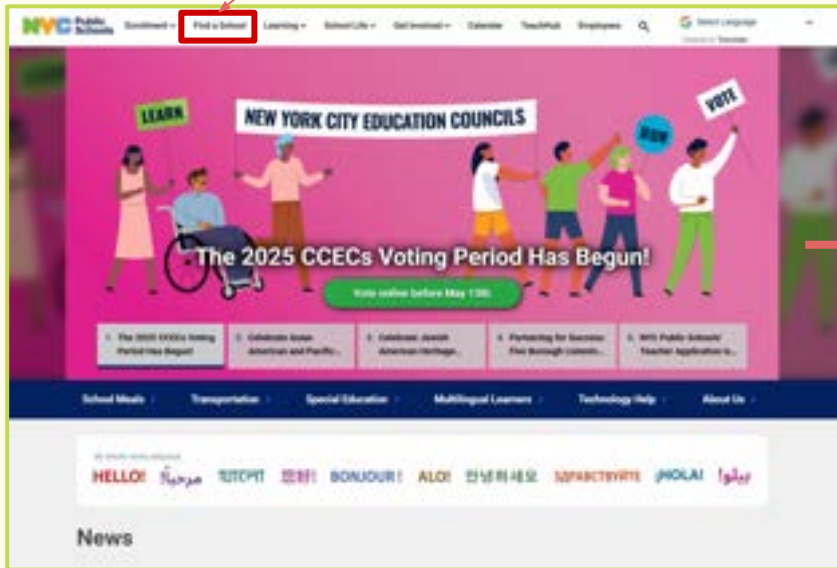 NYC Public Schools
Enrollment
Find a School
Learning
School Life
Get Involved
Calendar
TeachHub
Employees
Select Language
LEARN
NEW YORK CITY EDUCATION COUNCILS
RUN
VOTE
The 2025 CCECs Voting Period Has Begun!
Vote online before May 13th
1. The 2025 CCECs Voting
Period Has Begun!
2. Celebrate Asian
American and Pacific...
3. Celebrate Jewish
American Heritage...
4. Partnering for Success:
Five Borough
5. NYC Public Schools'
Teacher Application
School Meals
Transportation
Special Education
Multilingual Learners
Technology Help
About Us
HELLO!
مرحباً!
您好!
BONJOUR!
ALO!
안녕하세요
ЗДРАВСТВУЙТЕ
¡HOLA!
News